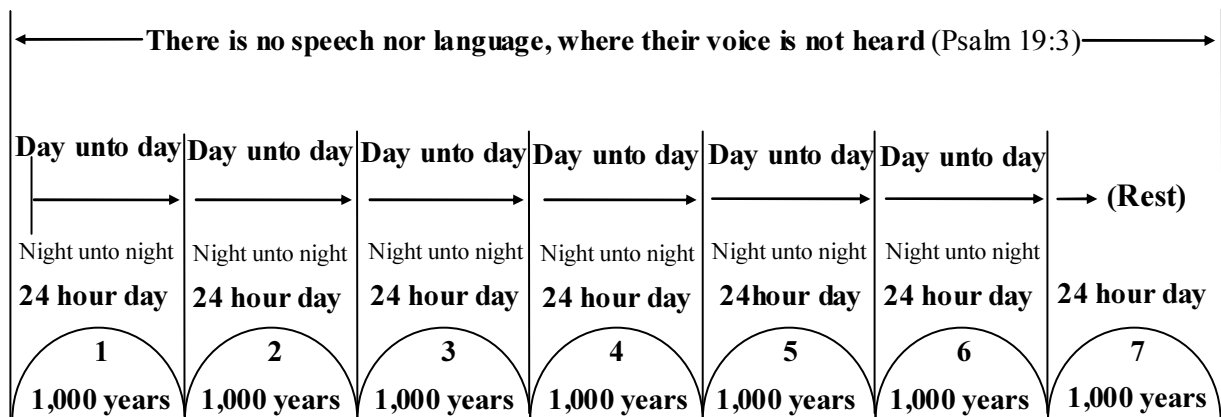 There is no speech nor language, where their voice is not heard (Psalm 19:3)
Day unto day Day unto day Day unto day Day unto day Day unto day Day unto day
(Rest)
Night unto night Night unto night Night unto night Night unto night Night unto night Night unto night
24 hour day 24 hour day 24 hour day 24 hour day 24hour day 24 hour day 24 hour day
1 2 3 4 5 6 7
1,000 years 1,000 years 1,000 years 1,000 years 1,000 years 1,000 years 1,000 years